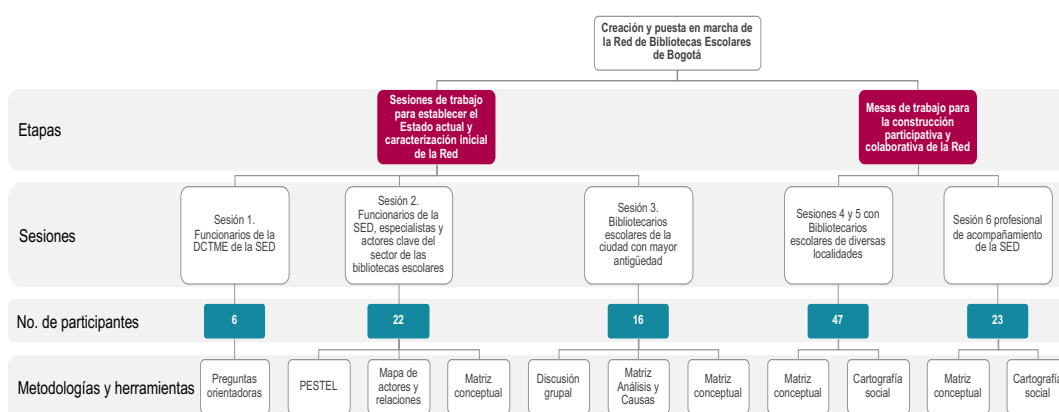 Creación y puesta en marcha de
la Red de Bibliotecas Escolares
de Bogotá
Etapas
Sesiones de trabajo
para establecer el
Estado actual y
caracterización inicial
de la Red
Mesas de trabajo para
la construcción
participativa y
colaborativa de la Red
Sesiones
Sesión 1.
Funcionarios de la
DCTME de la SED
Sesión 2.
Funcionarios de la
SED, especialistas y
actores clave del
sector de las
bibliotecas escolares
Sesión 3.
Bibliotecarios
escolares de la
ciudad con mayor
antigüedad
Sesiones 4 y 5 con
Bibliotecarios
escolares de diversas
localidades
Sesión 6 profesional
de acompañamiento
de la SED
No. de participantes
6
22
16
47
23
Metodologías y herramientas
Preguntas
orientadoras
PESTEL
Mapa de
actores y
relaciones
Matriz
conceptual
Discusión
grupal
Matriz
Análisis y
Causas
Matriz
conceptual
Matriz
conceptual
Cartografía
social
Matriz
conceptual
Cartografía
social